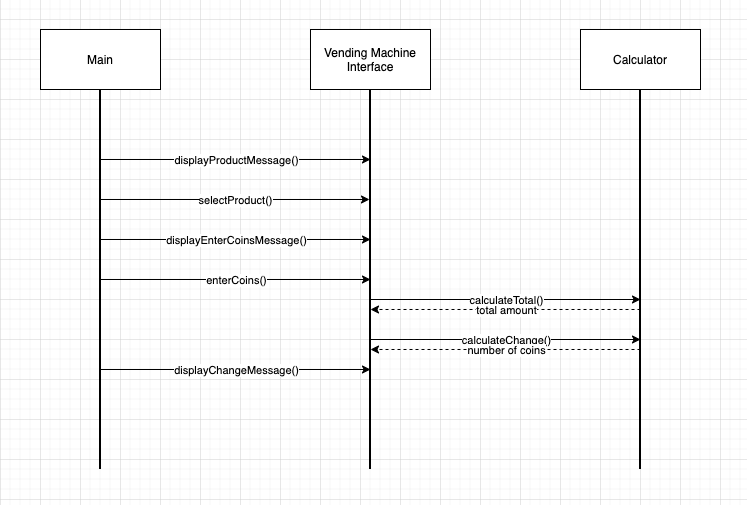 Main
Vending Machine
Interface
Calculator
displayProductMessage()
selectProduct()
displayEnterCoinsMessage()
enterCoins()
calculateTotal()
total amount
calculateChange()
number of coins
displayChangeMessage()